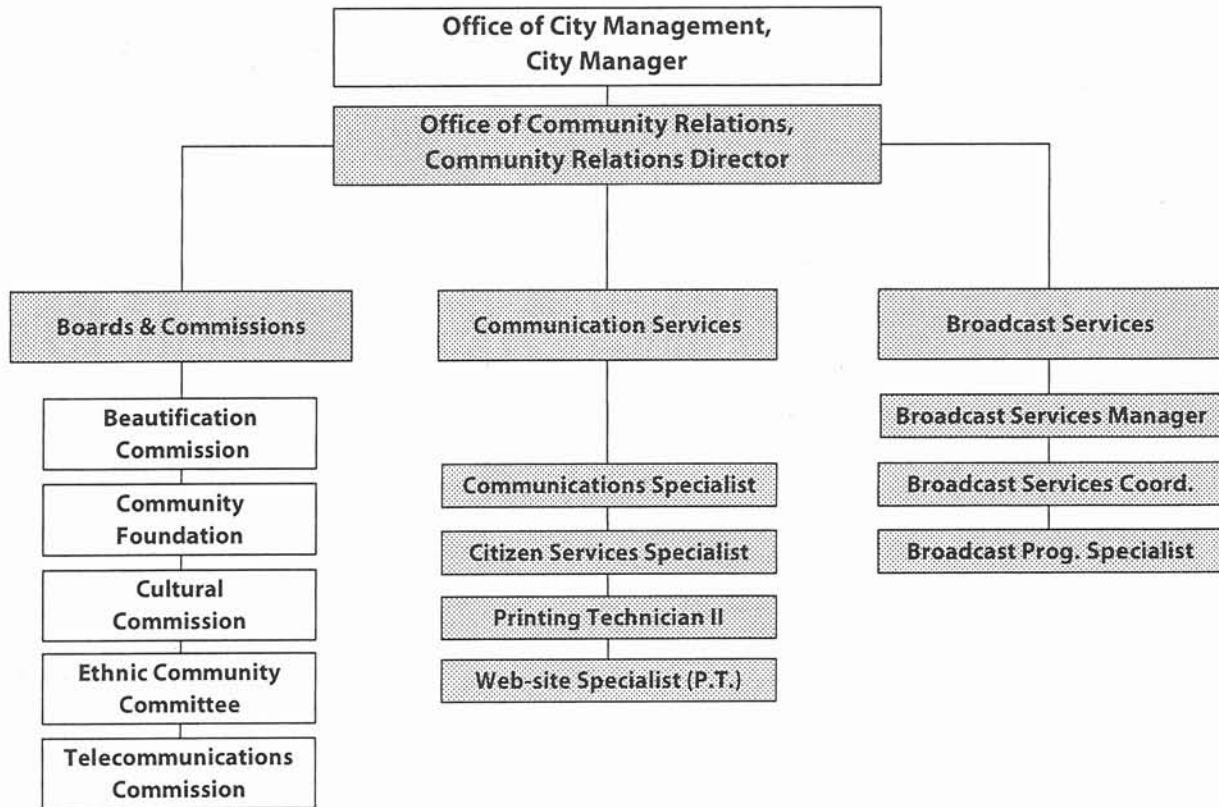 Office of City Management,
City Manager
Office of Community Relations,
Community Relations Director
Boards & Commissions
Beautification
Commission
Community
Foundation
Cultural
Commission
Ethnic Community
Committee
Telecommunications
Commission
Communication Services
Communications Specialist
Citizen Services Specialist
Printing Technician II
Web-site Specialist (P.T.)
Broadcast Services
Broadcast Services Manager
Broadcast Services Coord.
Broadcast Prog. Specialist